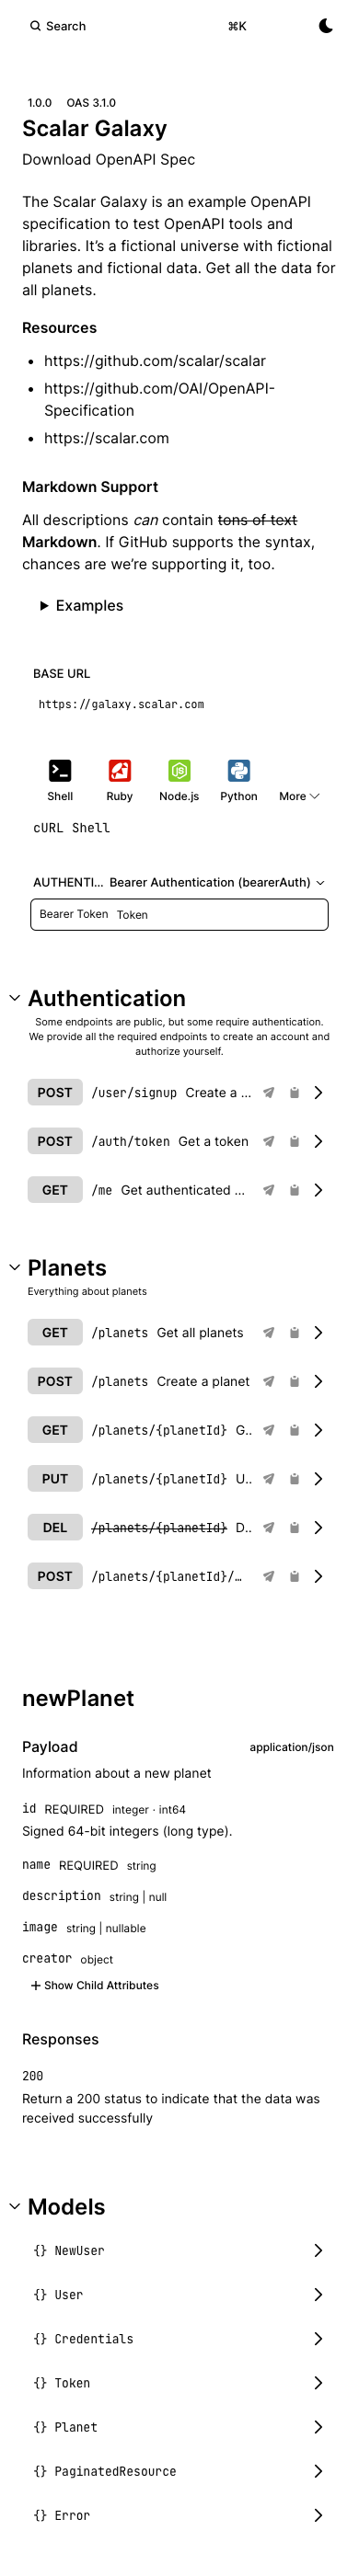 Search ⌘K
1.0.0 OAS 3.1.0
Scalar Galaxy
Download OpenAPI Spec
The Scalar Galaxy is an example OpenAPI
specification to test OpenAPI tools and
libraries. It’s a fictional universe with fictional
planets and fictional data. Get all the data for
all planets.
Resources
• https://github.com/scalar/scalar
• https://github.com/OAI/OpenAPI-
Specification
• https://scalar.com
Markdown Support
All descriptions can contain tons of text
Markdown. If GitHub supports the syntax,
chances are we’re supporting it, too.
Examples
BASE URL
https://galaxy.scalar.com
Shell Ruby Node.js Python More
cURL Shell
AUTHENTI... Bearer Authentication (bearerAuth)
Bearer Token Token
Authentication
Some endpoints are public, but some require authentication.
We provide all the required endpoints to create an account and
authorize yourself.
POST /user/signup Create a ...
POST /auth/token Get a token
GET /me Get authenticated ...
Planets
Everything about planets
GET /planets Get all planets
POST /planets Create a planet
GET /planets/{planetId} G..
PUT /planets/{planetId} U..
DEL /planets/{planetId} D..
POST /planets/{planetId}/…
newPlanet
Payload application/json
Information about a new planet
id REQUIRED integer · int64
Signed 64-bit integers (long type).
name REQUIRED string
description string | null
image string | nullable
creator object
Show Child Attributes
Responses
200
Return a 200 status to indicate that the data was
received successfully
Models
{} NewUser
{} User
{} Credentials
{} Token
{} Planet
{} PaginatedResource
{} Error